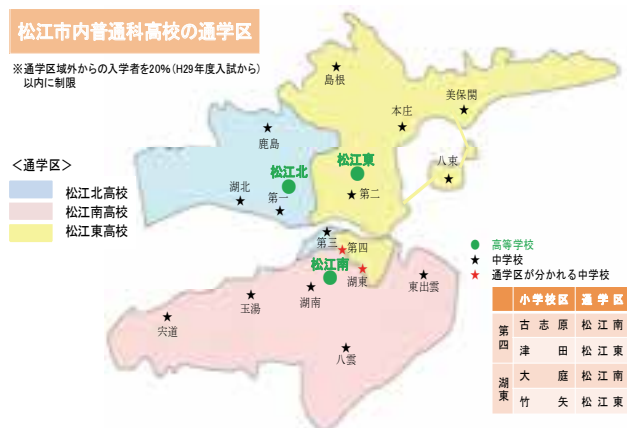 松江市内普通科高校の通学区
※通学区域外からの入学者を20%(H29年度入試から)
以内に制限
島根
美保関
本庄
鹿島
<通学区>
松江北
松江東
八東
松江北高校
湖北
第一
第二
松江南高校
松江東高校
第三
第四
高等学校
中学校
通学区が分かれる中学校
松江南
湖東
東出雲
湖南
玉湯
宍道
八雲
小学校区 通学区
第四 古志原 松江南
津田 松江東
湖東 大庭 松江南
竹矢 松江東